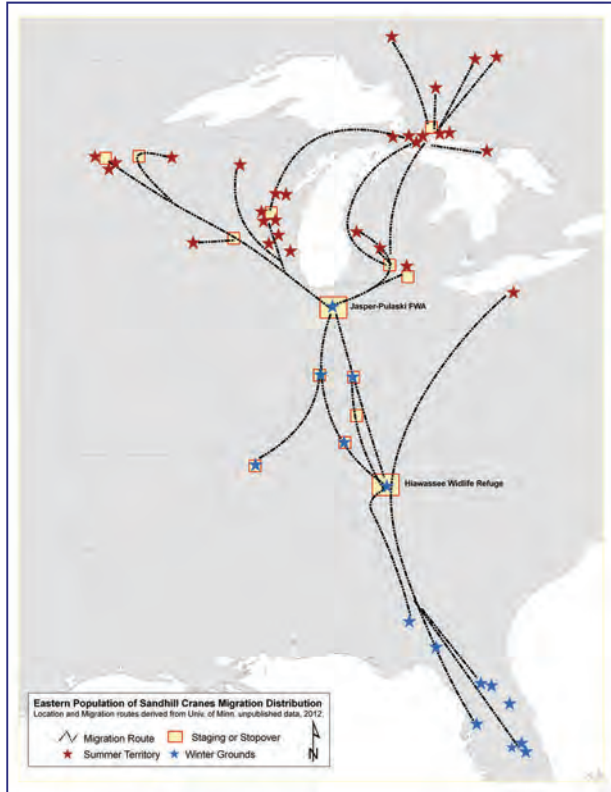 Jasper-Pulaski FWA
Hiawassee Widlife Refuge
Eastern Population of Sandhill Cranes Migration Distribution
Location and Migration routes derived from Univ. of Minn. unpublished data, 2012.
Migration Route
Staging or Stopover
Summer Territory
Winter Grounds
N